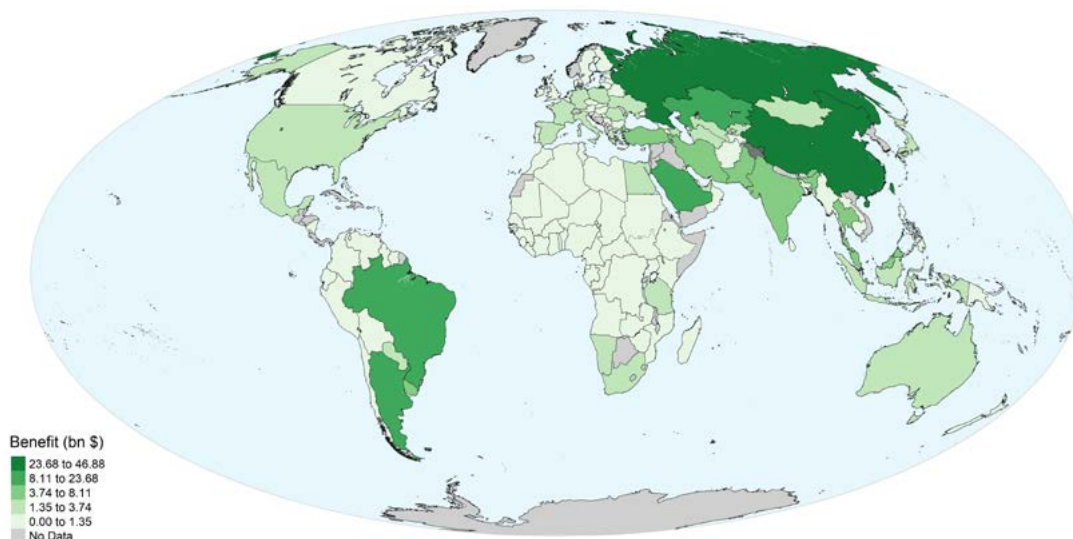 Benefit (bn $)
23.68 to 46.88
8.11 to 23.68
3.74 to 8.11
1.35 to 3.74
0.00 to 1.35
No Data